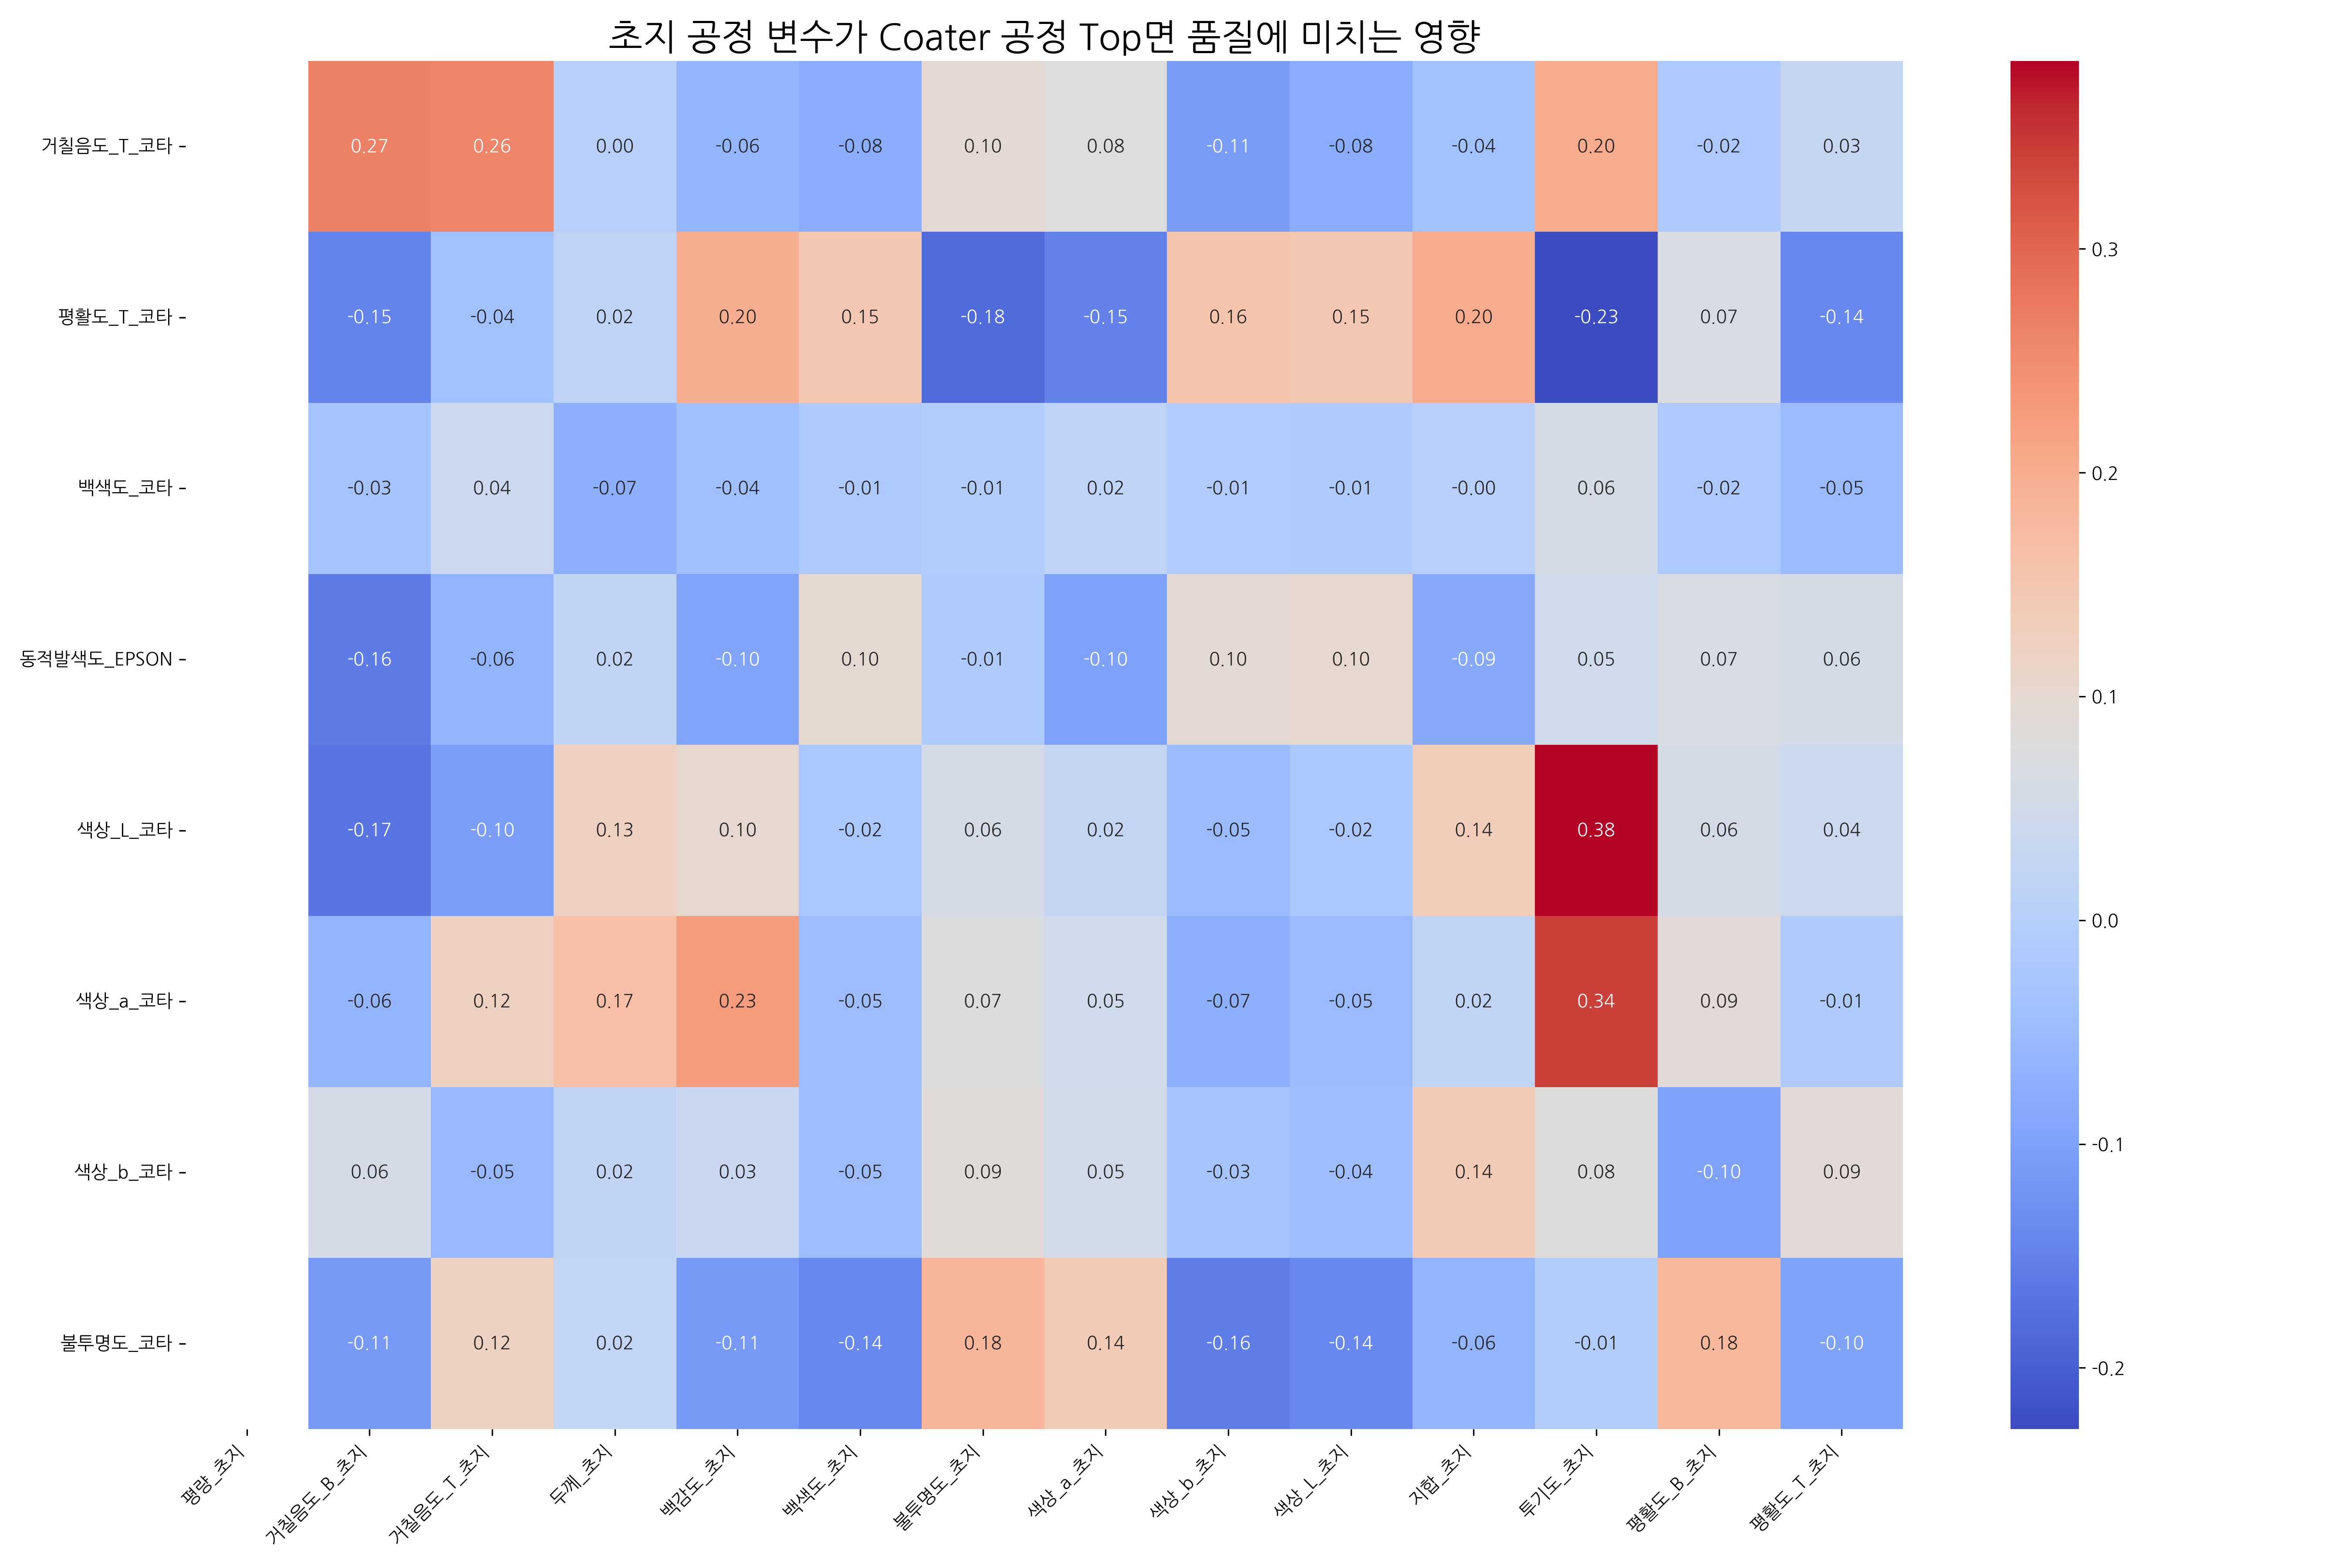 초지 공정 변수가 Coater 공정 Top면 품질에 미치는 영향
거칠음도_T_코타 0.27 0.26 0.00 -0.06 -0.08 0.10 0.08 -0.11 -0.08 -0.04 0.20 -0.02 0.03
평활도_T_코타 -0.15 -0.04 0.02 0.20 0.15 -0.18 -0.15 0.16 0.15 0.20 -0.23 0.07 -0.14
백색도_코타 -0.03 0.04 -0.07 -0.04 -0.01 -0.01 0.02 -0.01 -0.01 -0.00 0.06 -0.02 -0.05
동적발색도_EPSON -0.16 -0.06 0.02 -0.10 0.10 -0.01 -0.10 0.10 0.10 -0.09 0.05 0.07 0.06
색상_L_코타 -0.17 -0.10 0.13 0.10 -0.02 0.06 0.02 -0.05 -0.02 0.14 0.38 0.06 0.04
색상_a_코타 -0.06 0.12 0.17 0.23 -0.05 0.07 0.05 -0.07 -0.05 0.02 0.34 0.09 -0.01
색상_b_코타 0.06 -0.05 0.02 0.03 -0.05 0.09 0.05 -0.03 -0.04 0.14 0.08 -0.10 0.09
불투명도_코타 -0.11 0.12 0.02 -0.11 -0.14 0.18 0.14 -0.16 -0.14 -0.06 -0.01 0.18 -0.10
평량_초지 거칠음도_B_초지 거칠음도_T_초지 두께_초지 백감도_초지 백색도_초지 불투명도_초지 색상_a_초지 색상_b_초지 색상_L_초지 지합_초지 투기도_초지 평활도_B_초지 평활도_T_초지
0.3
0.2
0.1
0.0
-0.1
-0.2